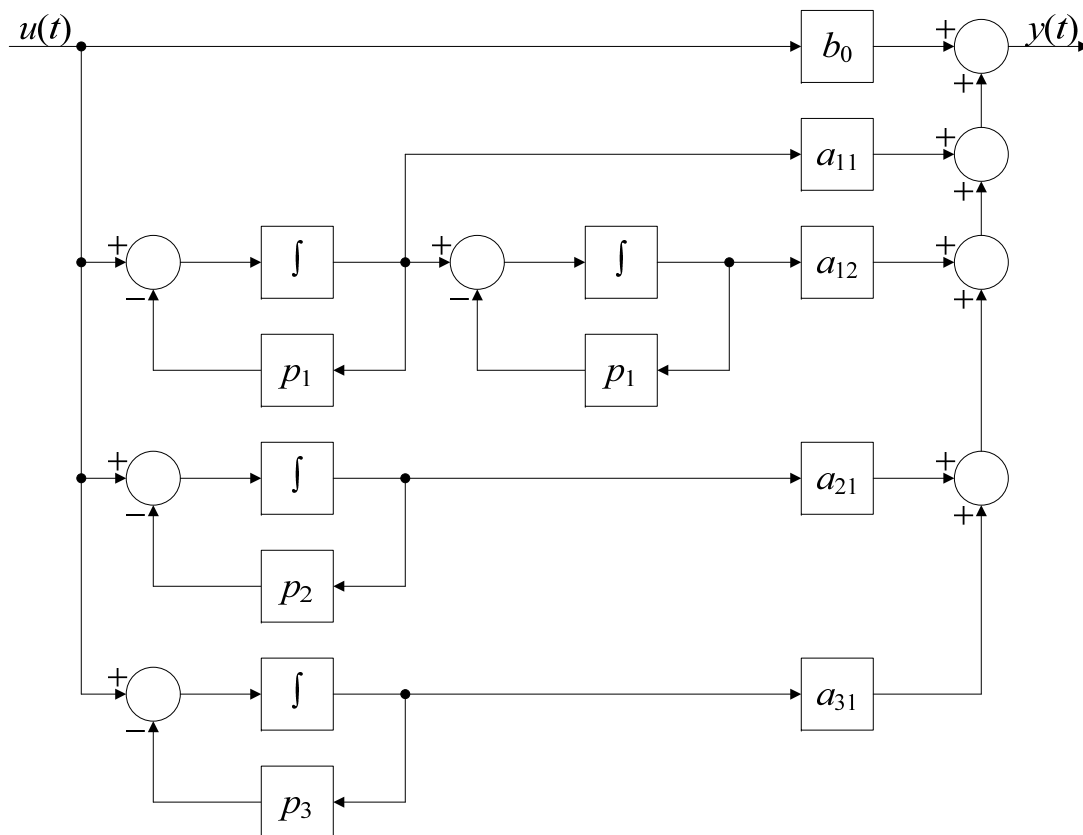 u(t) b₀ + y(t)
+
a₁₁ +
+
+ ∫ + ∫ a₁₂ +
− − +
p₁ p₁
+ ∫ a₂₁ +
− +
p₂
+ ∫ a₃₁
−
p₃